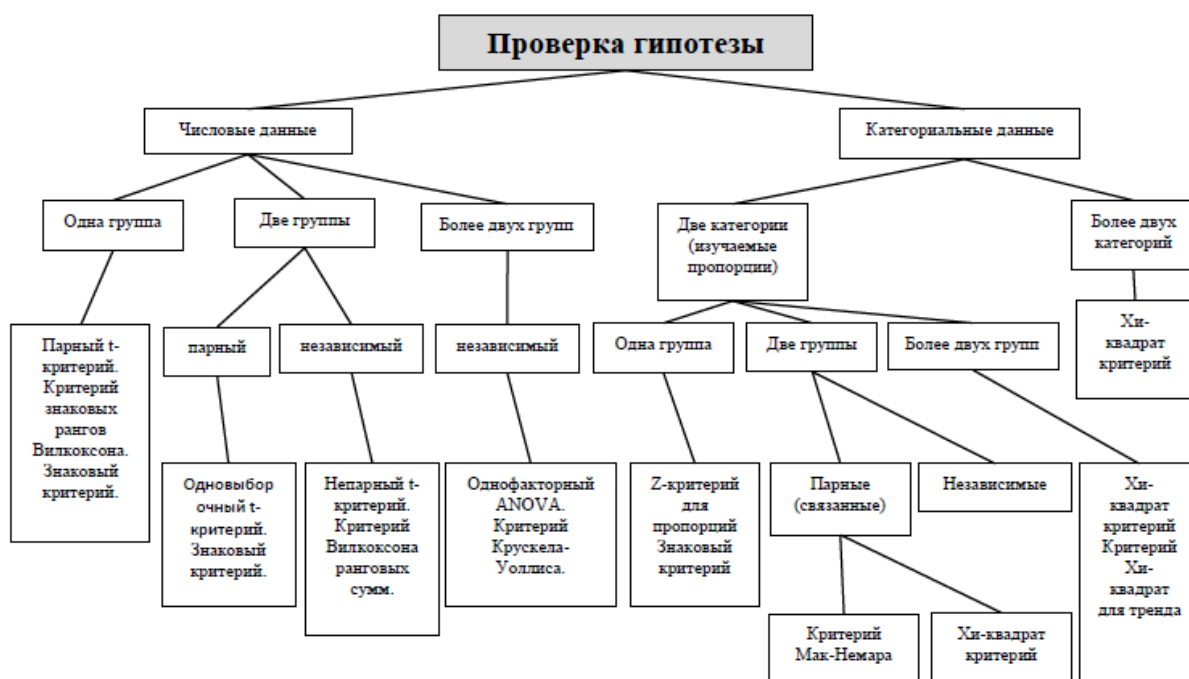 Проверка гипотезы
Числовые данные
Категориальные данные
Одна группа
Две группы
Более двух групп
Две категории
(изучаемые
пропорции)
Более двух
категорий
Парный t-
критерий.
Критерий
знаковых
рангов
Вилкоксона.
Знаковый
критерий.
парный
независимый
независимый
Одна группа
Две группы
Более двух групп
Хи-
квадрат
критерий
Одновыбор
очный t-
критерий.
Знаковый
критерий.
Непарный t-
критерий.
Критерий
Вилкоксона
ранговых
сумм.
Однофакторный
ANOVA.
Критерий
Крускела-
Уоллиса.
Z-критерий
для
пропорций
Знаковый
критерий
Парные
(связанные)
Независимые
Хи-
квадрат
критерий
Критерий
Хи-
квадрат
для тренда
Критерий
Мак-Немара
Хи-квадрат
критерий